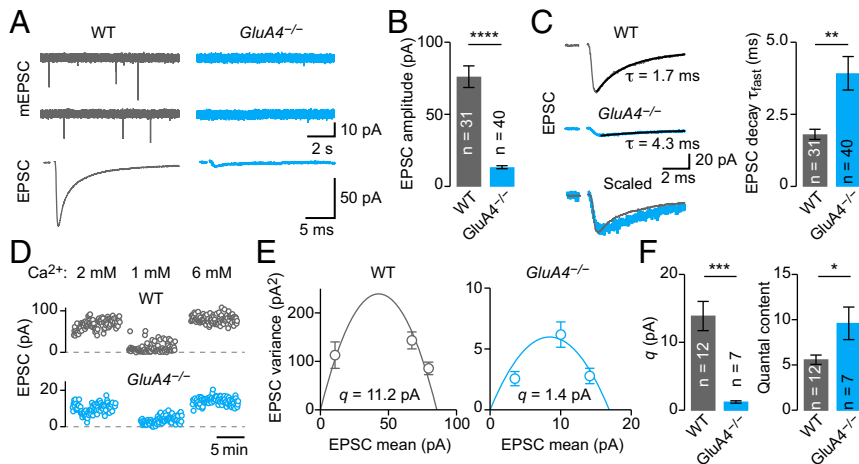 A
WT
GluA4–/–
mEPSC
10 pA
2 s
EPSC
50 pA
5 ms
B
EPSC amplitude (pA)
100
50
0
****
n = 31
n = 40
WT
GluA4–/–
C
WT
τ = 1.7 ms
GluA4–/–
τ = 4.3 ms
EPSC
20 pA
2 ms
Scaled
EPSC decay τfast (ms)
5.0
2.5
0
**
n = 31
n = 40
WT
GluA4–/–
D
Ca2+: 2 mM 1 mM 6 mM
WT
EPSC (pA)
100
0
GluA4–/–
20
0
5 min
E
WT
EPSC variance (pA2)
200
100
0
q = 11.2 pA
0 50 100
EPSC mean (pA)
GluA4–/–
10
5
0
q = 1.4 pA
0 10 20
EPSC mean (pA)
F
q (pA)
20
10
0
***
n = 12
n = 7
WT
GluA4–/–
Quantal content
15
10
5
0
*
n = 12
n = 7
WT
GluA4–/–